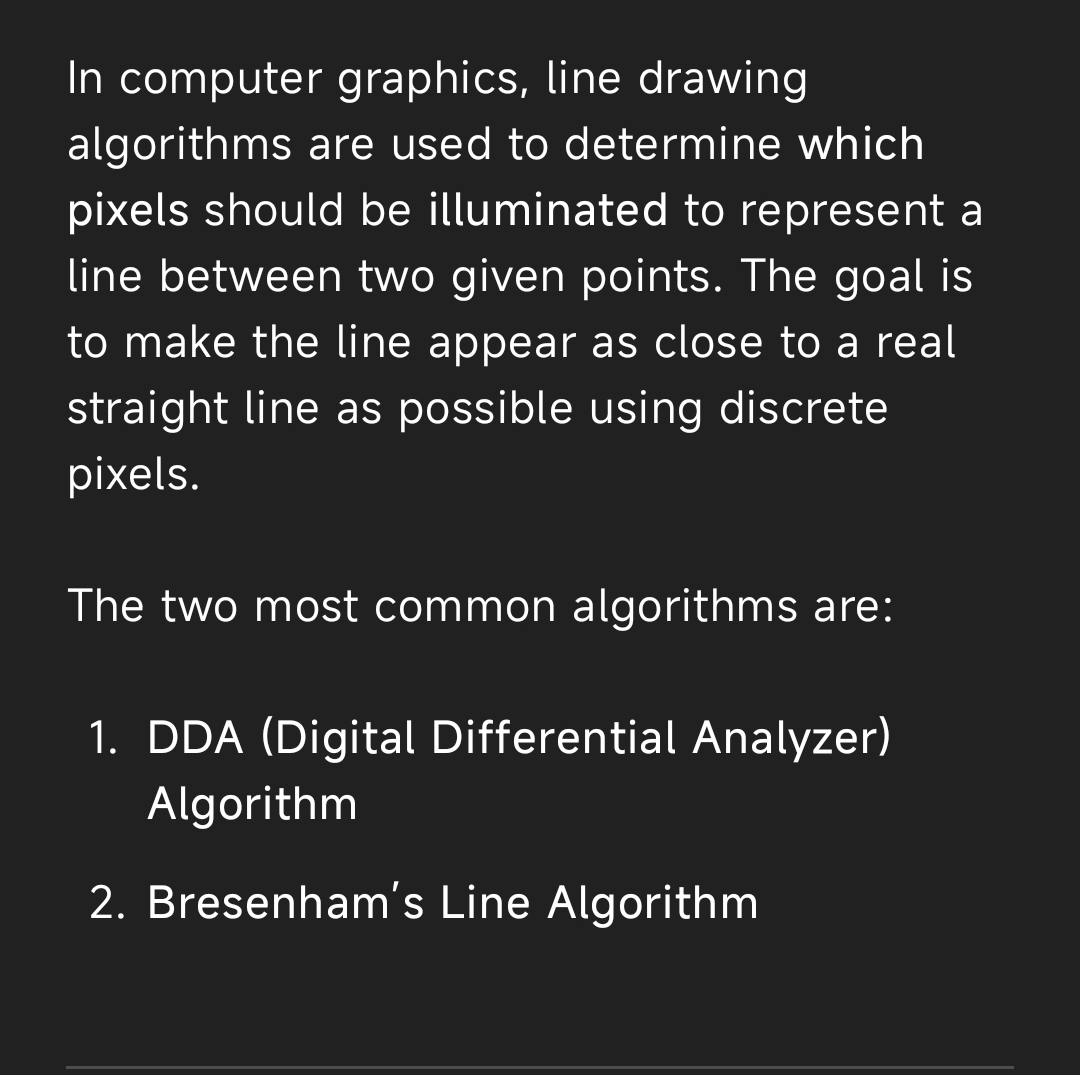 In computer graphics, line drawing
algorithms are used to determine which
pixels should be illuminated to represent a
line between two given points. The goal is
to make the line appear as close to a real
straight line as possible using discrete
pixels.
The two most common algorithms are:
1. DDA (Digital Differential Analyzer)
Algorithm
2. Bresenham's Line Algorithm